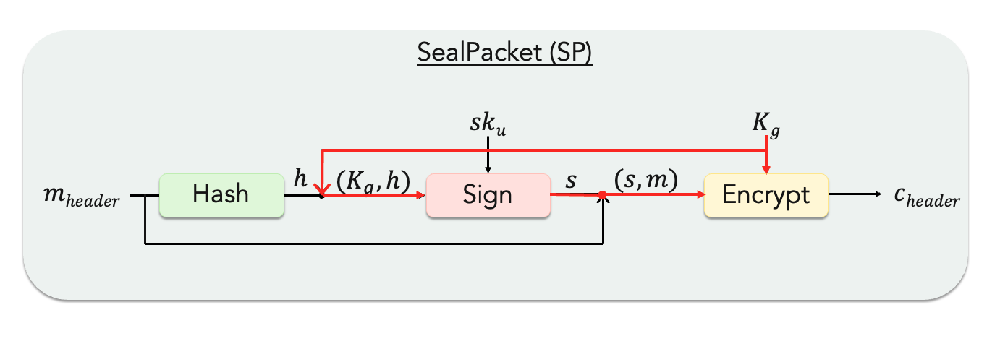 SealPacket (SP)
sk_u
K_g
m_header
Hash
h
(K_g, h)
Sign
s
(s, m)
Encrypt
c_header